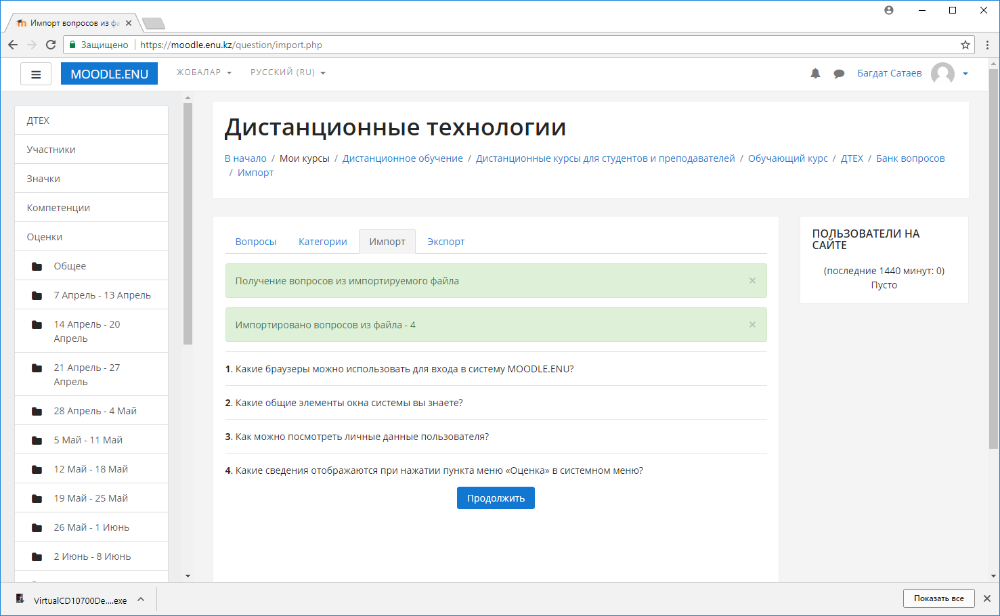 Импорт вопросов из фа
Защищено
https://moodle.enu.kz/question/import.php
MOODLE.ENU
ЖОБАЛАР
РУССКИЙ (RU)
Багдат Сатаев
ДТЕХ
Участники
Значки
Компетенции
Оценки
Общее
7 Апрель - 13 Апрель
14 Апрель - 20
Апрель
21 Апрель - 27
Апрель
28 Апрель - 4 Май
5 Май - 11 Май
12 Май - 18 Май
19 Май - 25 Май
26 Май - 1 Июнь
2 Июнь - 8 Июнь
Дистанционные технологии
В начало / Мои курсы / Дистанционное обучение / Дистанционные курсы для студентов и преподавателей / Обучающий курс / ДТЕХ / Банк вопросов
/ Импорт
Вопросы
Категории
Импорт
Экспорт
Получение вопросов из импортируемого файла
Импортировано вопросов из файла - 4
1. Какие браузеры можно использовать для входа в систему MOODLE.ENU?
2. Какие общие элементы окна системы вы знаете?
3. Как можно посмотреть личные данные пользователя?
4. Какие сведения отображаются при нажатии пункта меню «Оценка» в системном меню?
Продолжить
ПОЛЬЗОВАТЕЛИ НА
САЙТЕ
(последние 1440 минут: 0)
Пусто
VirtualCD10700De....exe
Показать все